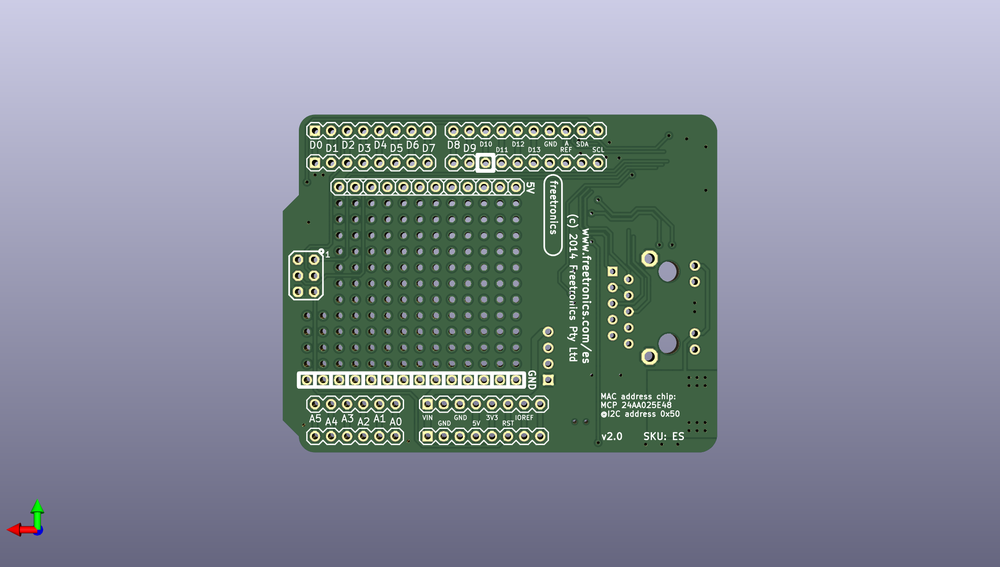 D0 D1 D2 D3 D4 D5 D6 D7 D8 D9 D10 D11 D12 D13 GND A REF SDA SCL
5V
freetronics
1
www.freetronics.com/es
(c) 2014 Freetronics Pty Ltd
GND
MAC address chip:
MCP 24AA025E48
@I2C address 0x50
A5 A4 A3 A2 A1 A0
VIN GND GND 5V 3V3 RST IOREF
v2.0 SKU: ES